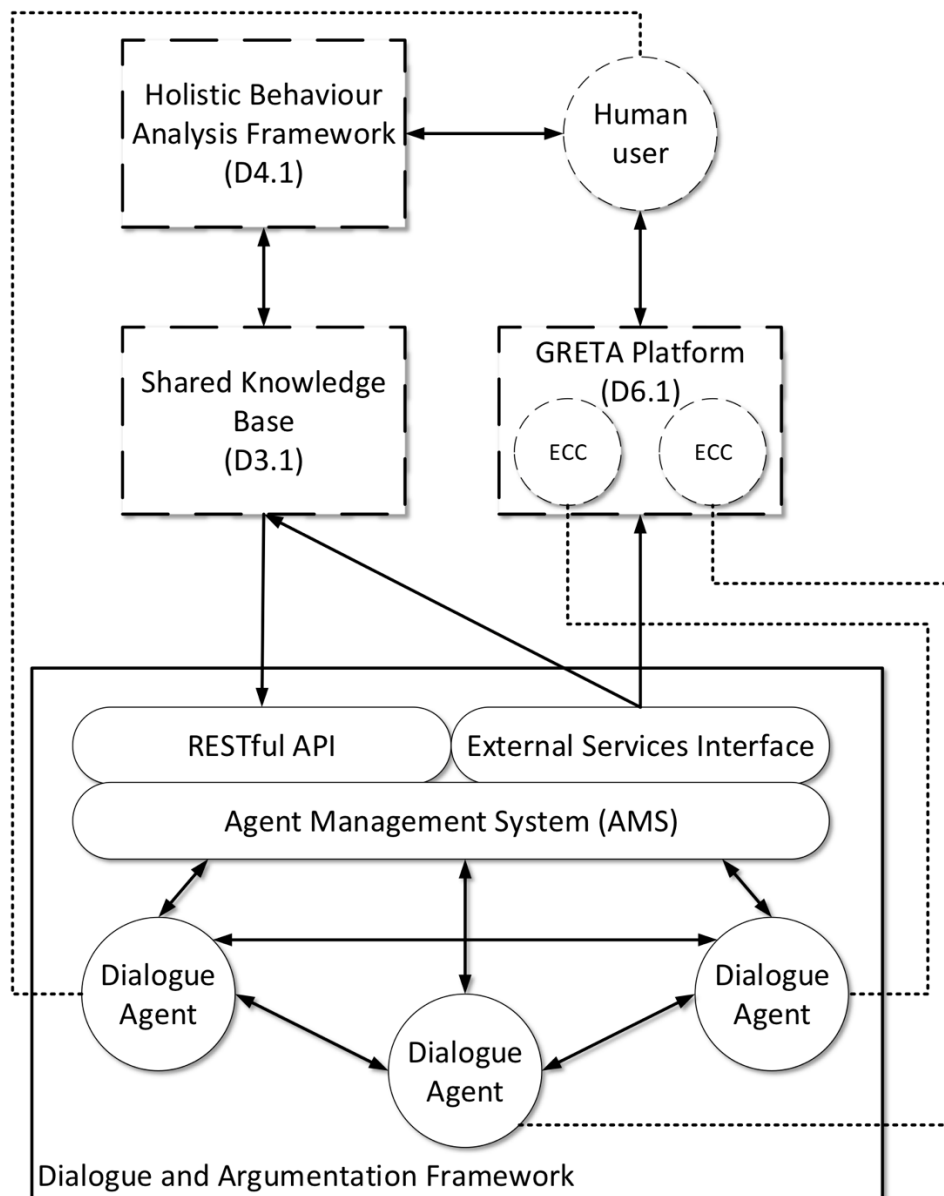 Holistic Behaviour
Analysis Framework
(D4.1)
Human
user
Shared Knowledge
Base
(D3.1)
GRETA Platform
(D6.1)
ECC
ECC
RESTful API
External Services Interface
Agent Management System (AMS)
Dialogue
Agent
Dialogue
Agent
Dialogue
Agent
Dialogue and Argumentation Framework